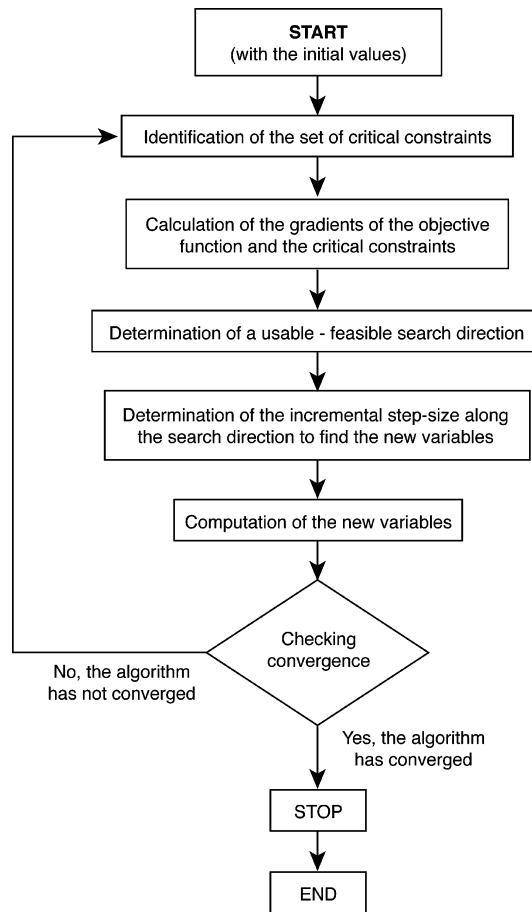 START
(with the initial values)
Identification of the set of critical constraints
Calculation of the gradients of the objective
function and the critical constraints
Determination of a usable - feasible search direction
Determination of the incremental step-size along
the search direction to find the new variables
Computation of the new variables
Checking
convergence
No, the algorithm
has not converged
Yes, the algorithm
has converged
STOP
END